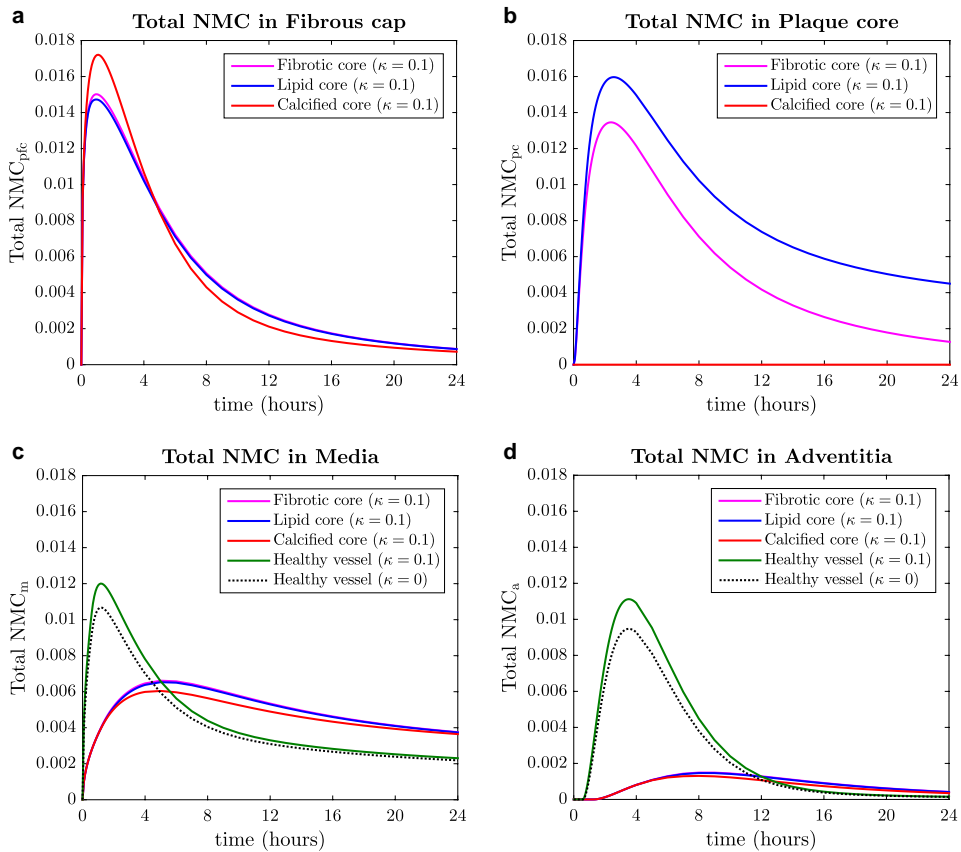 a
Total NMC in Fibrous cap
Total NMC_pfc
0.018
0.016
0.014
0.012
0.01
0.008
0.006
0.004
0.002
0
0 4 8 12 16 20 24
time (hours)
Fibrotic core (κ = 0.1)
Lipid core (κ = 0.1)
Calcified core (κ = 0.1)
b
Total NMC in Plaque core
Total NMC_pc
0.018
0.016
0.014
0.012
0.01
0.008
0.006
0.004
0.002
0
0 4 8 12 16 20 24
time (hours)
Fibrotic core (κ = 0.1)
Lipid core (κ = 0.1)
Calcified core (κ = 0.1)
c
Total NMC in Media
Total NMC_m
0.018
0.016
0.014
0.012
0.01
0.008
0.006
0.004
0.002
0
0 4 8 12 16 20 24
time (hours)
Fibrotic core (κ = 0.1)
Lipid core (κ = 0.1)
Calcified core (κ = 0.1)
Healthy vessel (κ = 0.1)
Healthy vessel (κ = 0)
d
Total NMC in Adventitia
Total NMC_a
0.018
0.016
0.014
0.012
0.01
0.008
0.006
0.004
0.002
0
0 4 8 12 16 20 24
time (hours)
Fibrotic core (κ = 0.1)
Lipid core (κ = 0.1)
Calcified core (κ = 0.1)
Healthy vessel (κ = 0.1)
Healthy vessel (κ = 0)